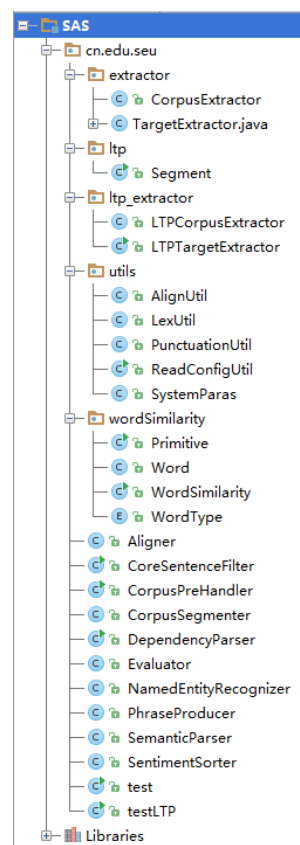 SAS
cn.edu.seu
extractor
CorpusExtractor
TargetExtractor.java
ltp
Segment
ltp_extractor
LTPCorpusExtractor
LTPTargetExtractor
utils
AlignUtil
LexUtil
PunctuationUtil
ReadConfigUtil
SystemParas
wordSimilarity
Primitive
Word
WordSimilarity
WordType
Aligner
CoreSentenceFilter
CorpusPreHandler
CorpusSegmenter
DependencyParser
Evaluator
NamedEntityRecognizer
PhraseProducer
SemanticParser
SentimentSorter
test
testLTP
Libraries